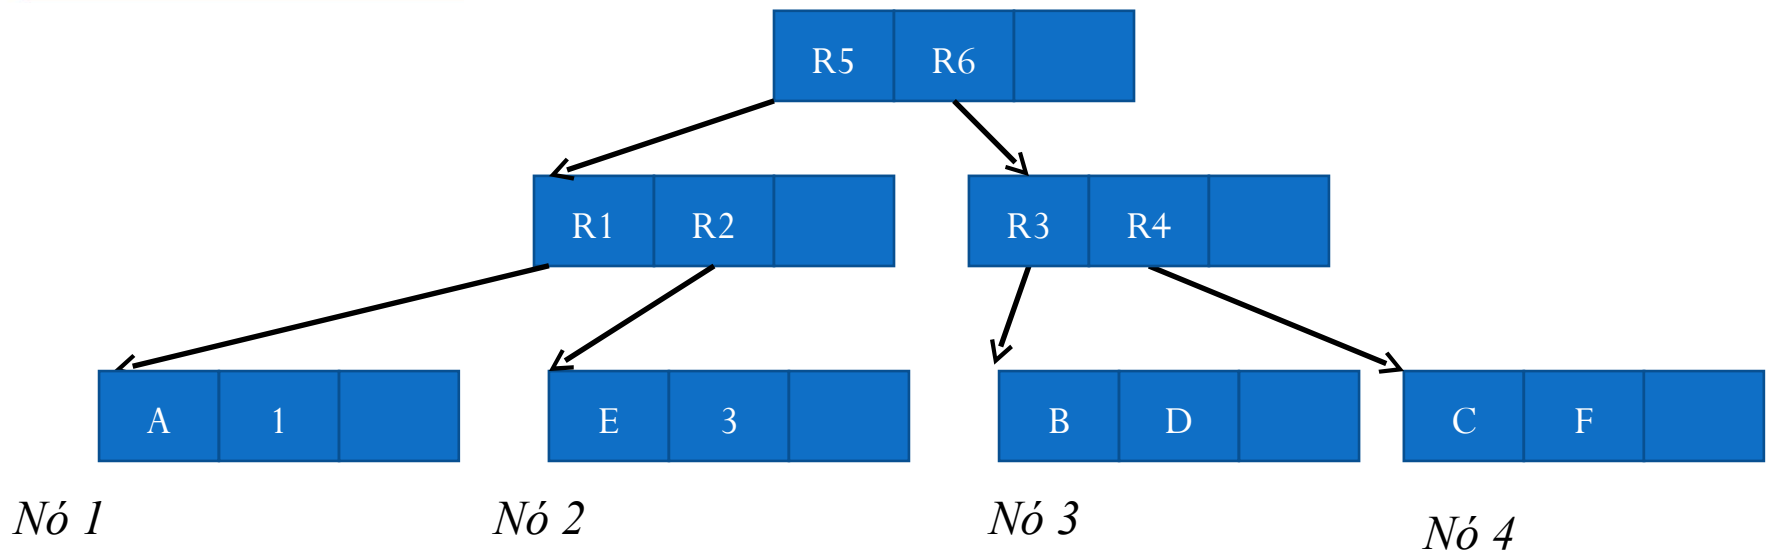 R5 R6
R1 R2 R3 R4
A 1 E 3 B D C F
Nó 1 Nó 2 Nó 3 Nó 4